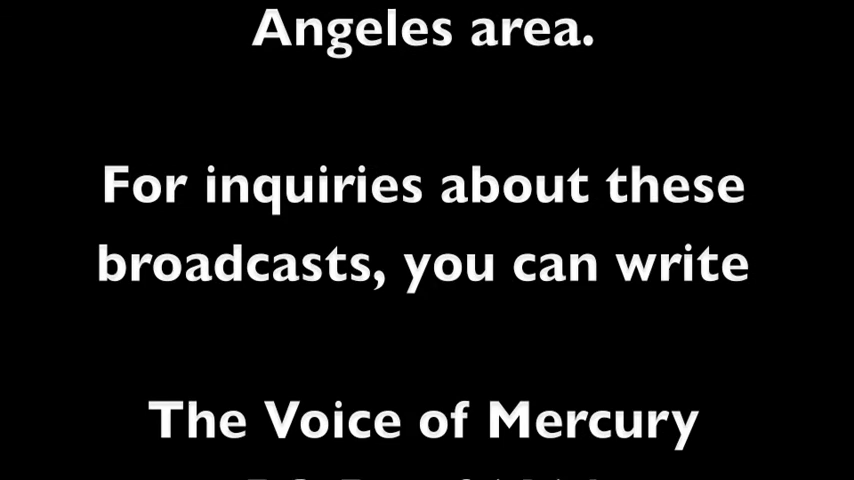 Angeles area.
For inquiries about these
broadcasts, you can write
The Voice of Mercury